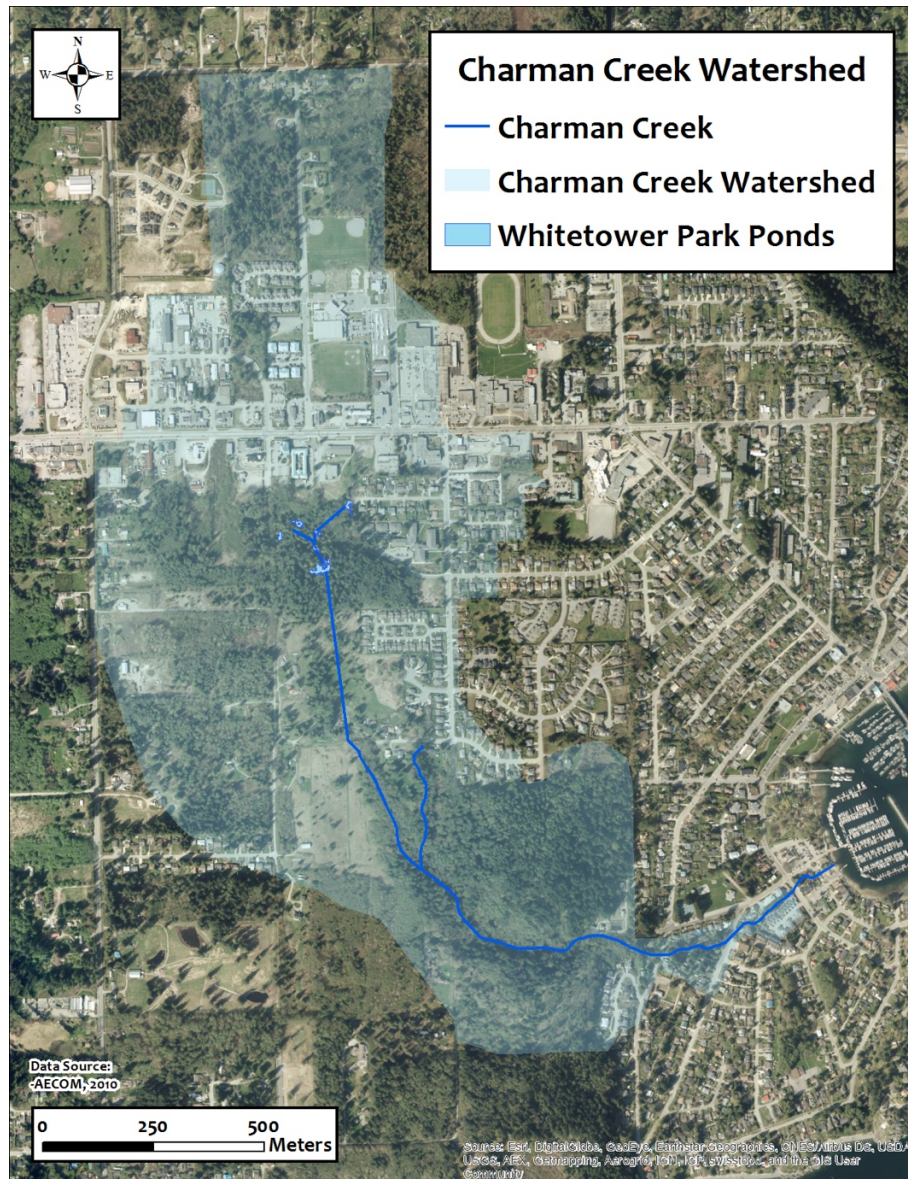 N
W E
S
Charman Creek Watershed
Charman Creek
Charman Creek Watershed
Whitetower Park Ponds
Data Source:
-AECOM, 2010
0 250 500
Meters
Source: Esri, DigitalGlobe, GeoEye, Earthstar Geographics, CNES/Airbus DS, USDA,
USGS, AEX, Getmapping, Aerogrid, IGN, IGP, swisstopo, and the GIS User
Community